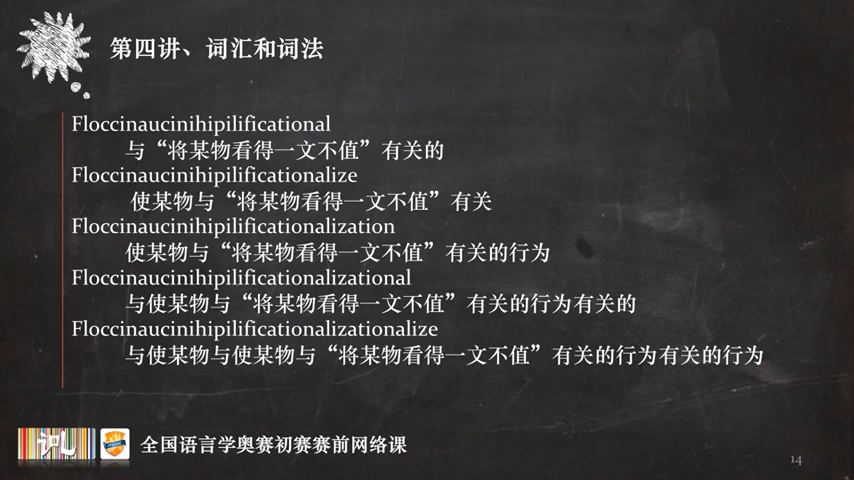 第四讲、词汇和词法
Floccinaucinihipilificational
与“将某物看得一文不值”有关的
Floccinaucinihipilificationalize
使某物与“将某物看得一文不值”有关
Floccinaucinihipilificationalization
使某物与“将某物看得一文不值”有关的行为
Floccinaucinihipilificationalizational
与使某物与“将某物看得一文不值”有关的行为有关的
Floccinaucinihipilificationalizationalize
与使某物与使某物与“将某物看得一文不值”有关的行为有关的行为
全国语言学奥赛初赛赛前网络课
14